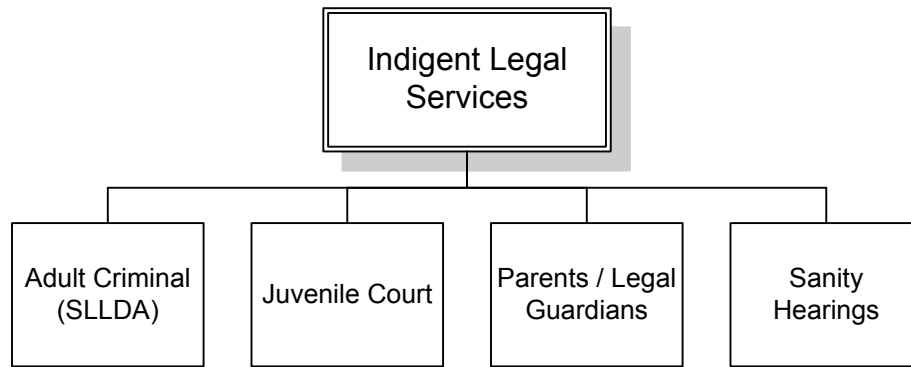 Indigent Legal
Services
Adult Criminal
(SLLDA)
Juvenile Court
Parents / Legal
Guardians
Sanity
Hearings